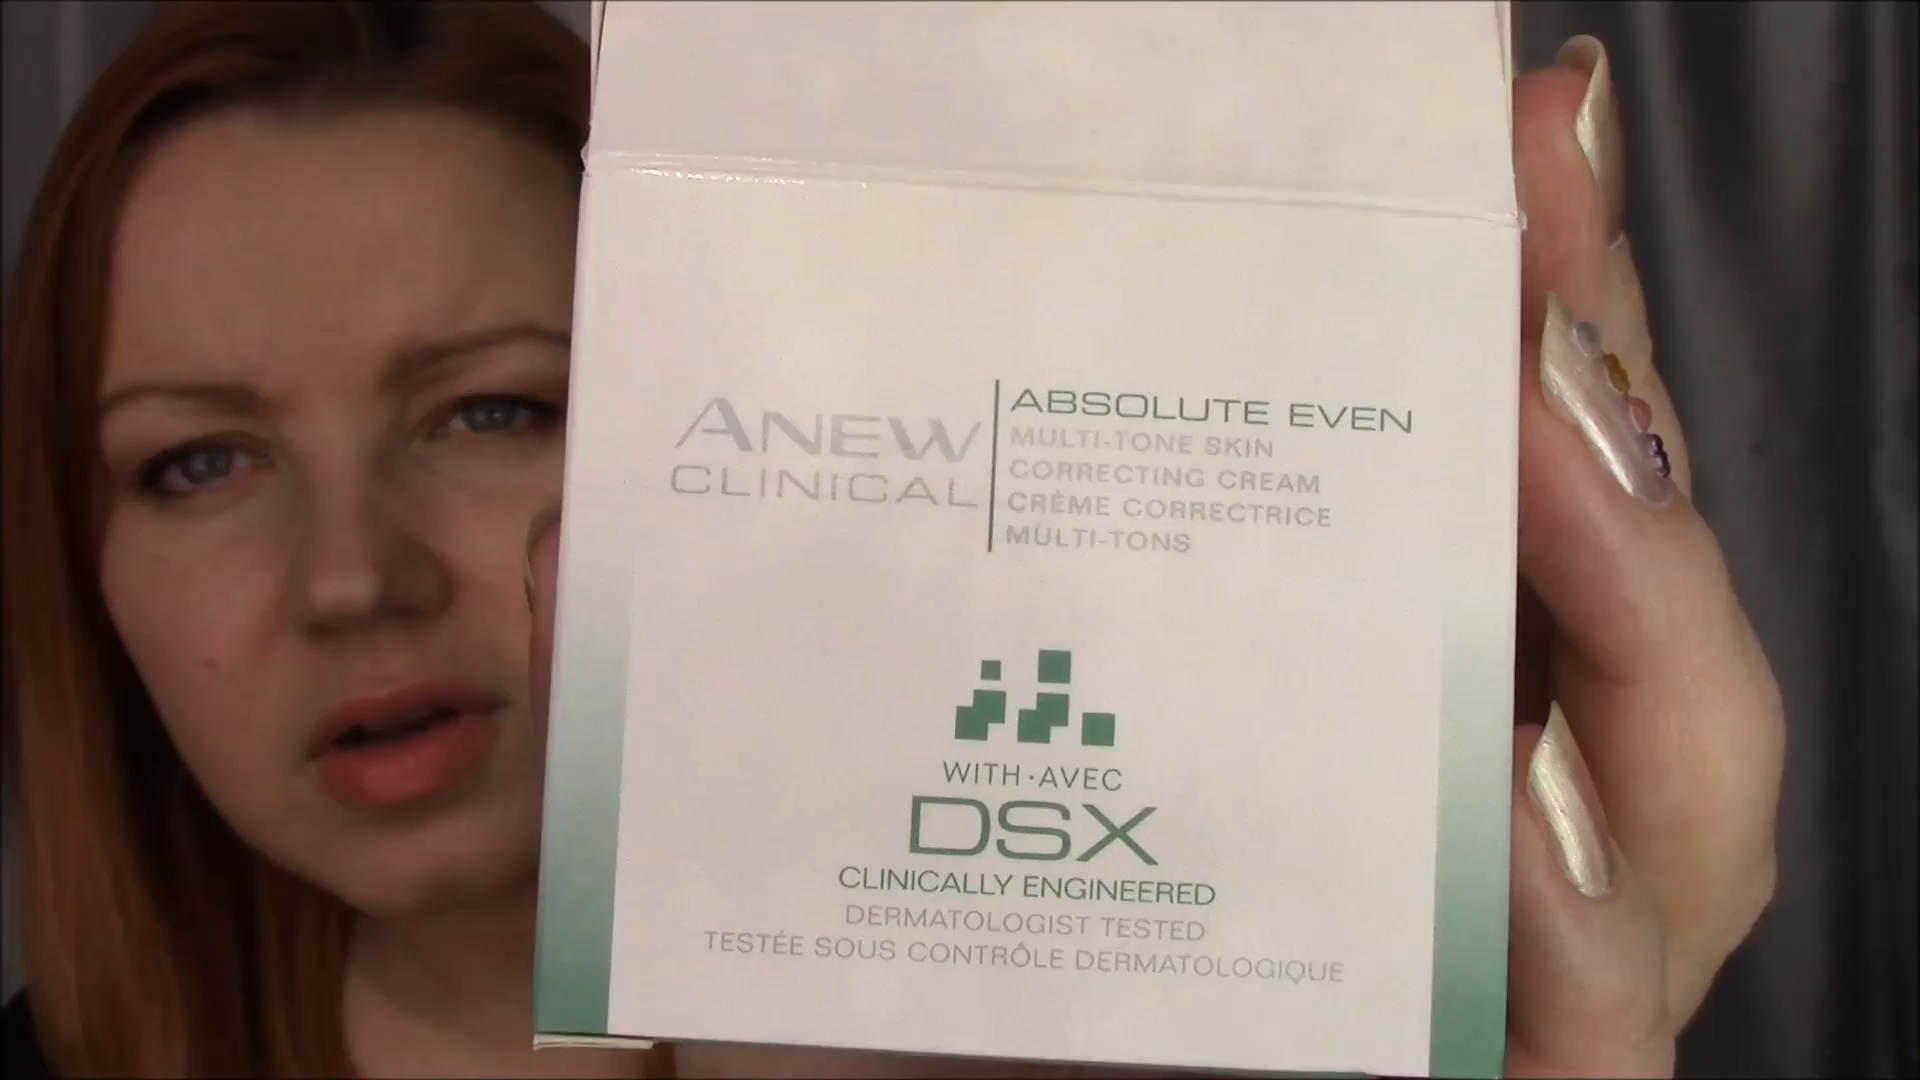 ANEW
CLINICAL
ABSOLUTE EVEN
MULTI-TONE SKIN
CORRECTING CREAM
CRÈME CORRECTRICE
MULTI-TONS
WITH·AVEC
DSX
CLINICALLY ENGINEERED
DERMATOLOGIST TESTED
TESTÉE SOUS CONTRÔLE DERMATOLOGIQUE